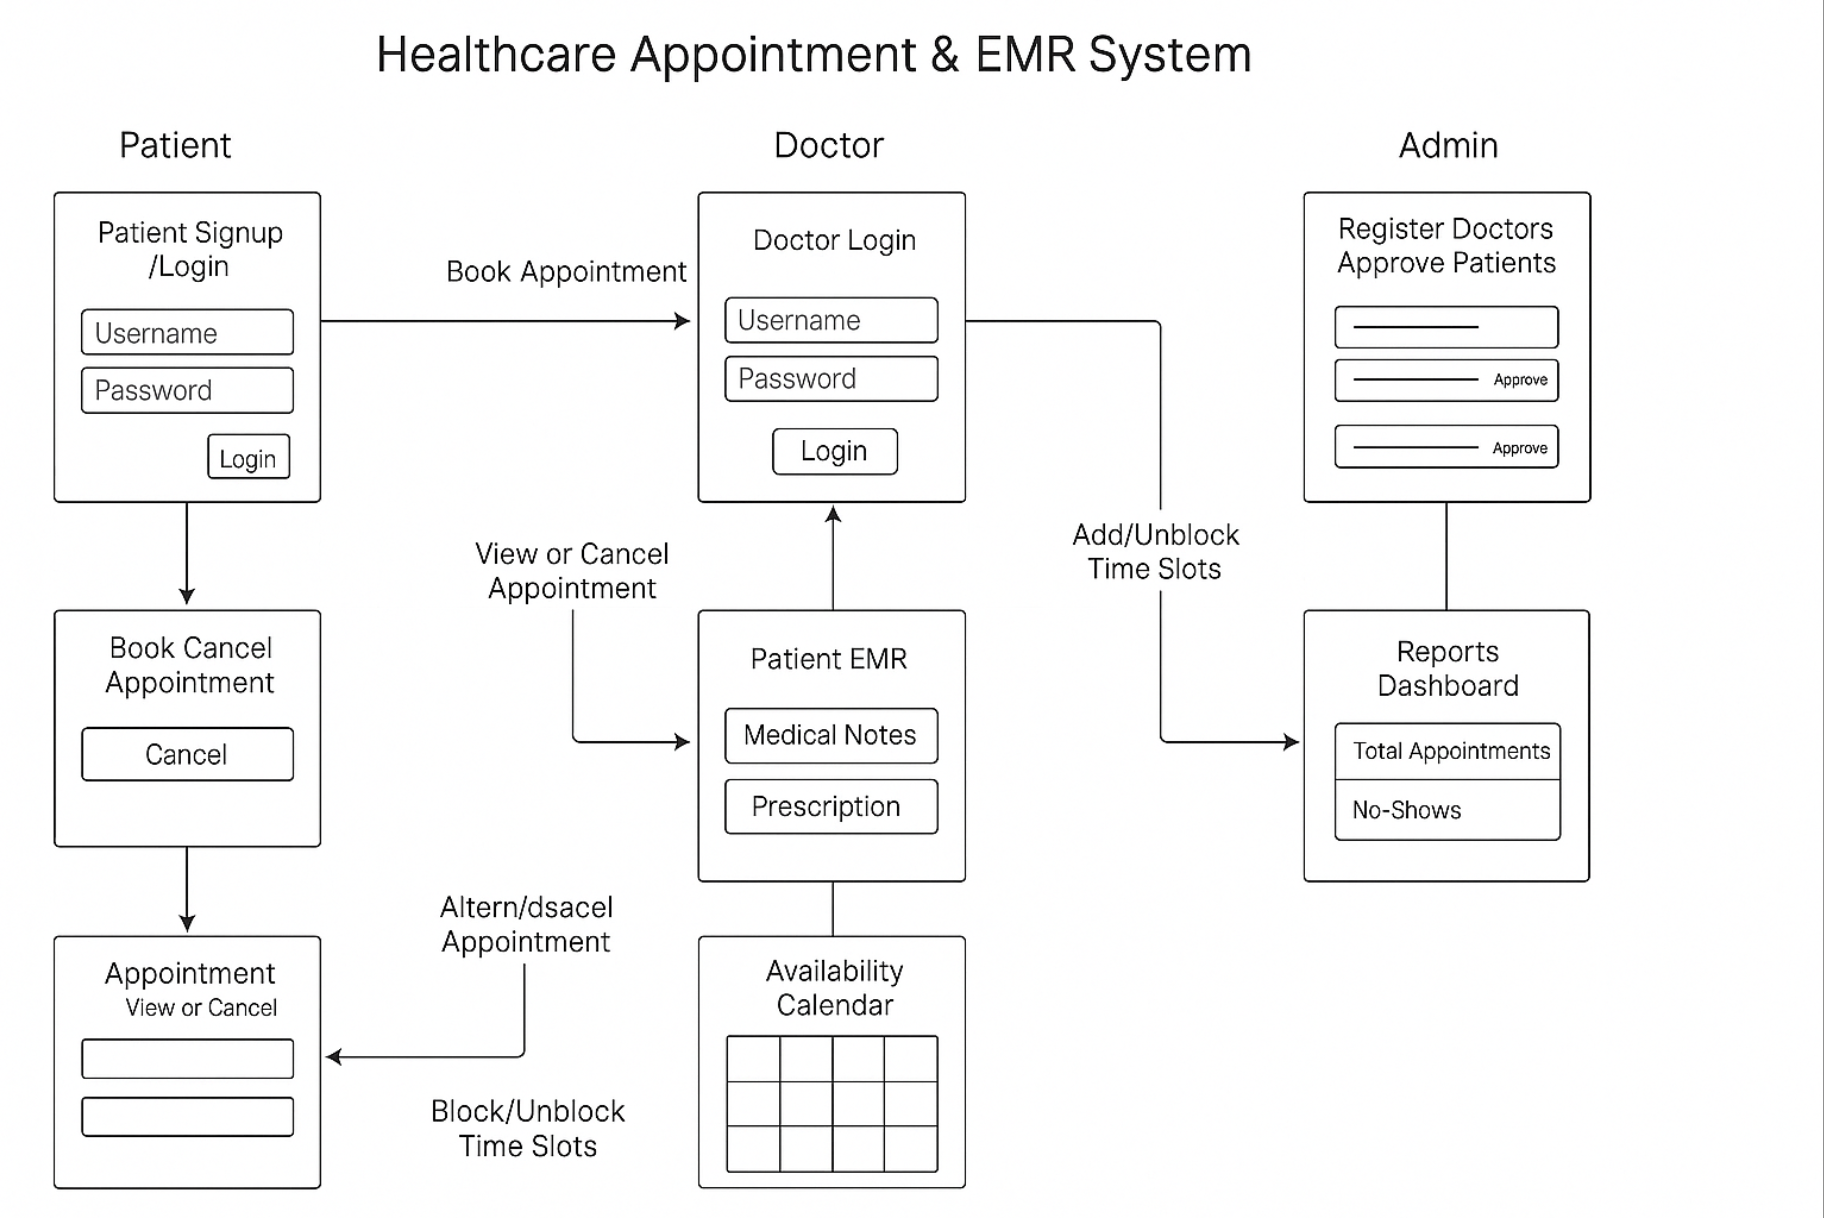 Healthcare Appointment & EMR System
Patient
Doctor
Admin
Patient Signup
/Login
Username
Password
Login
Book Appointment
Doctor Login
Username
Password
Login
Register Doctors
Approve Patients
Approve
Approve
View or Cancel
Appointment
Add/Unblock
Time Slots
Book Cancel
Appointment
Cancel
Patient EMR
Medical Notes
Prescription
Reports
Dashboard
Total Appointments
No-Shows
Altern/dsacel
Appointment
Appointment
View or Cancel
Block/Unblock
Time Slots
Availability
Calendar